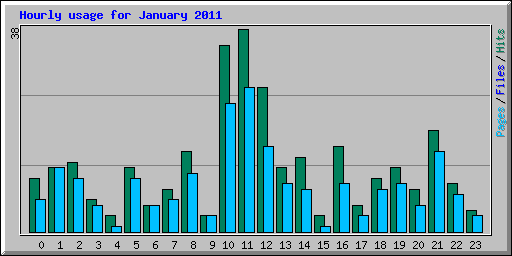 Hourly usage for January 2011
38
Pages / Files / Hits
0 1 2 3 4 5 6 7 8 9 10 11 12 13 14 15 16 17 18 19 20 21 22 23